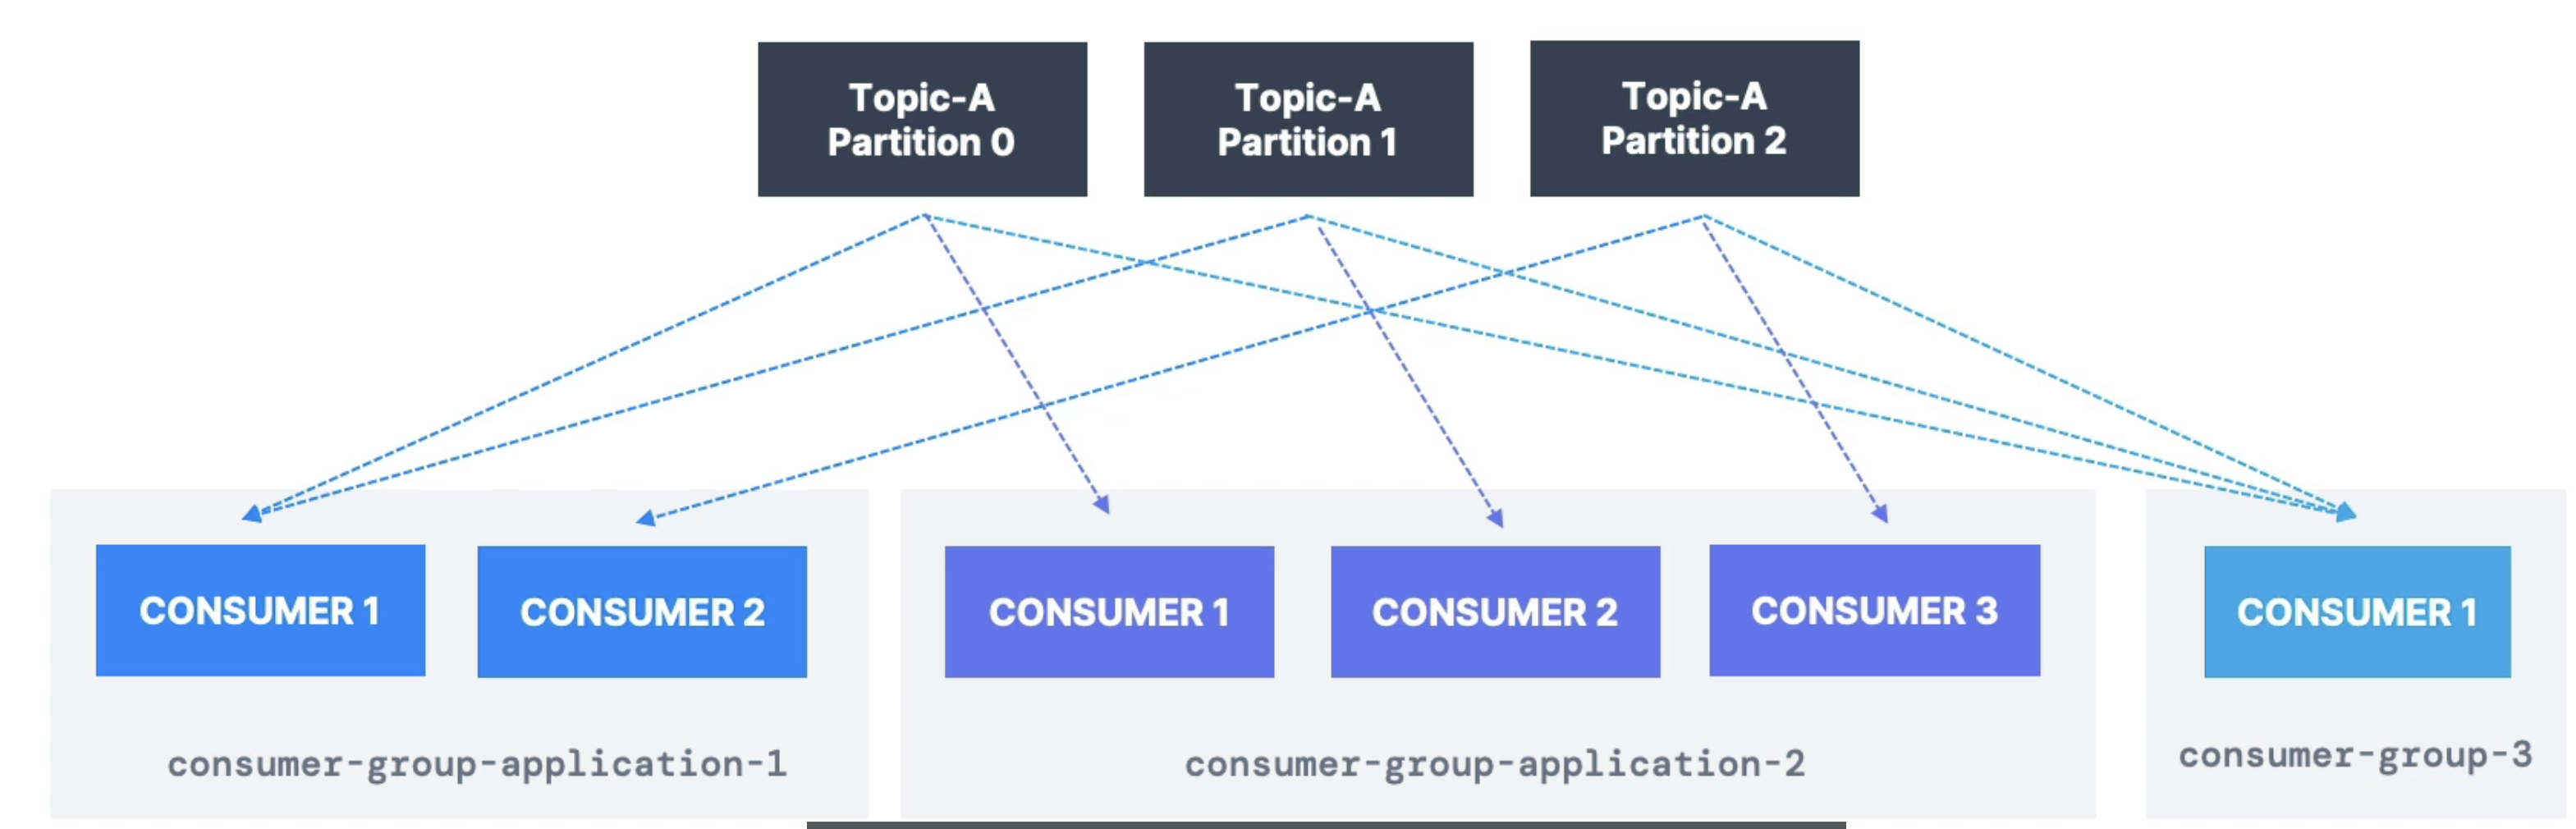 Topic-A
Partition 0
Topic-A
Partition 1
Topic-A
Partition 2
CONSUMER 1
CONSUMER 2
CONSUMER 1
CONSUMER 2
CONSUMER 3
CONSUMER 1
consumer-group-application-1
consumer-group-application-2
consumer-group-3